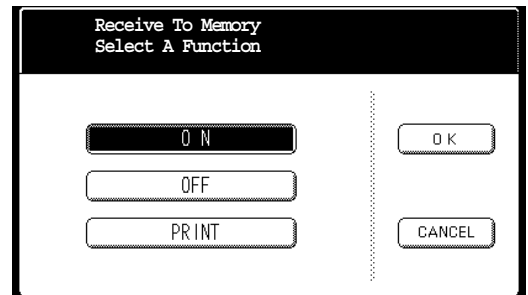 Receive To Memory
Select A Function
ON
OK
OFF
PRINT
CANCEL